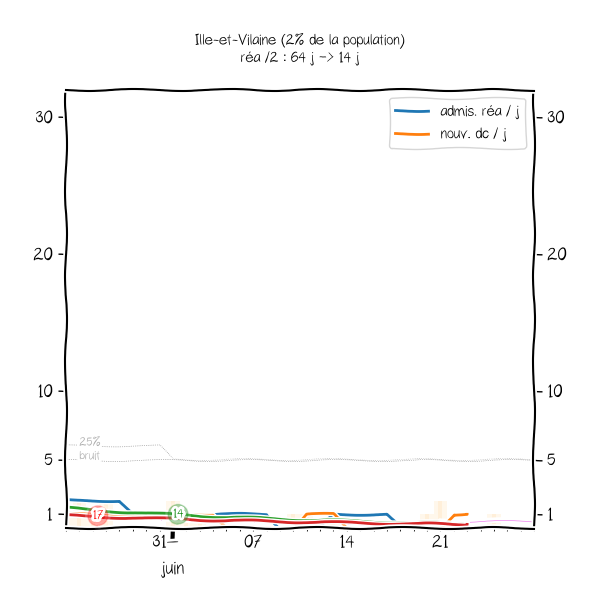 Ille-et-Vilaine (2% de la population)
réa /2 : 64 j -> 14 j
admis. réa / j
nouv. dc / j
30
30
20
20
10
10
25%
bruit
5
5
17
14
1
1
31
07
14
21
juin